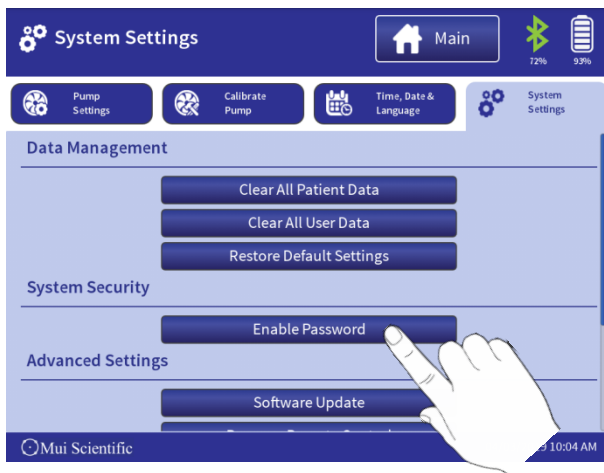 System Settings
Main
72%
93%
Pump
Settings
Calibrate
Pump
Time, Date &
Language
System
Settings
Data Management
Clear All Patient Data
Clear All User Data
Restore Default Settings
System Security
Enable Password
Advanced Settings
Software Update
Mui Scientific
10:04 AM